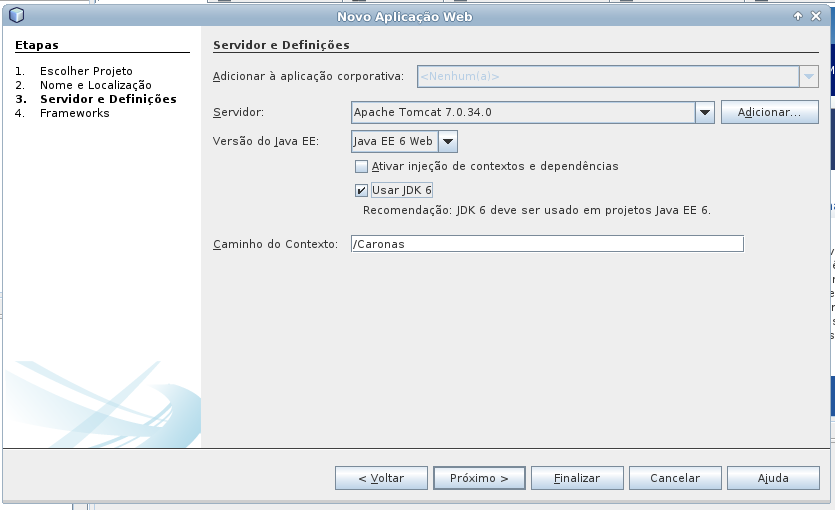 Novo Aplicação Web
Etapas
1. Escolher Projeto
2. Nome e Localização
3. Servidor e Definições
4. Frameworks
Servidor e Definições
Adicionar à aplicação corporativa: <Nenhum(a)>
Servidor: Apache Tomcat 7.0.34.0 Adicionar...
Versão do Java EE: Java EE 6 Web
Ativar injeção de contextos e dependências
Usar JDK 6
Recomendação: JDK 6 deve ser usado em projetos Java EE 6.
Caminho do Contexto: /Caronas
< Voltar Próximo > Finalizar Cancelar Ajuda